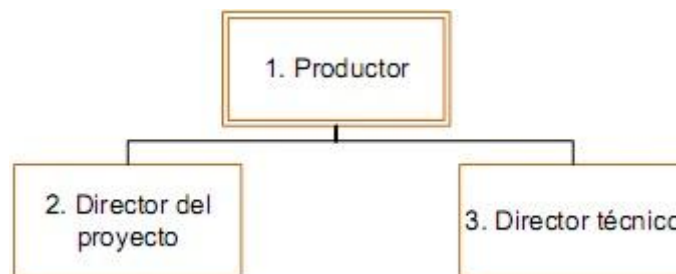 1. Productor
2. Director del
proyecto
3. Director técnico